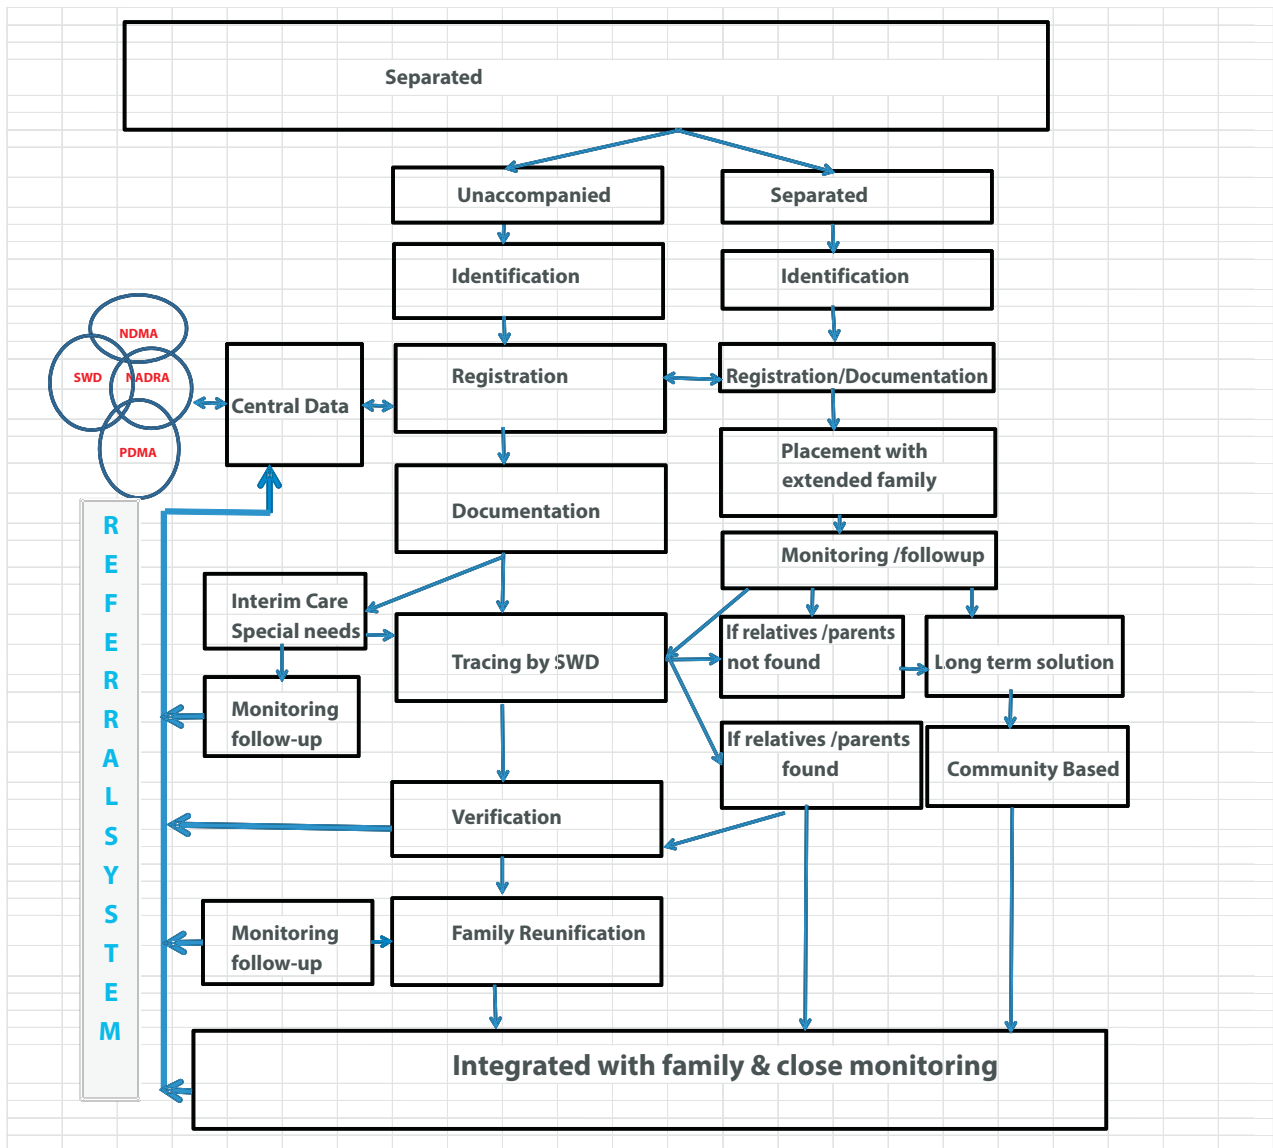 Separated
Unaccompanied
Separated
Identification
Identification
NDMA
SWD
NADRA
PDMA
Central Data
Registration
Registration/Documentation
Placement with
extended family
Documentation
Monitoring /followup
Interim Care
Special needs
Tracing by SWD
If relatives /parents
not found
Long term solution
Monitoring
follow-up
If relatives /parents
found
Community Based
Verification
Monitoring
follow-up
Family Reunification
Integrated with family & close monitoring
R
E
F
E
R
R
A
L
S
Y
S
T
E
M